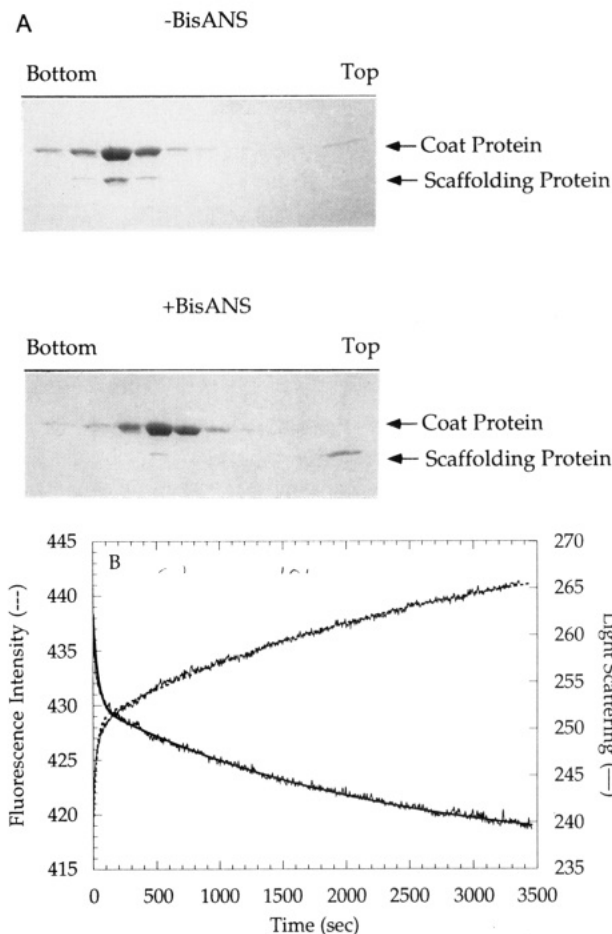 A
-BisANS
Bottom Top
Coat Protein
Scaffolding Protein
+BisANS
Bottom Top
Coat Protein
Scaffolding Protein
B
445 440 435 430 425 420 415
Fluorescence Intensity (---)
270 265 260 255 250 245 240 235
Light Scattering (—)
0 500 1000 1500 2000 2500 3000 3500
Time (sec)